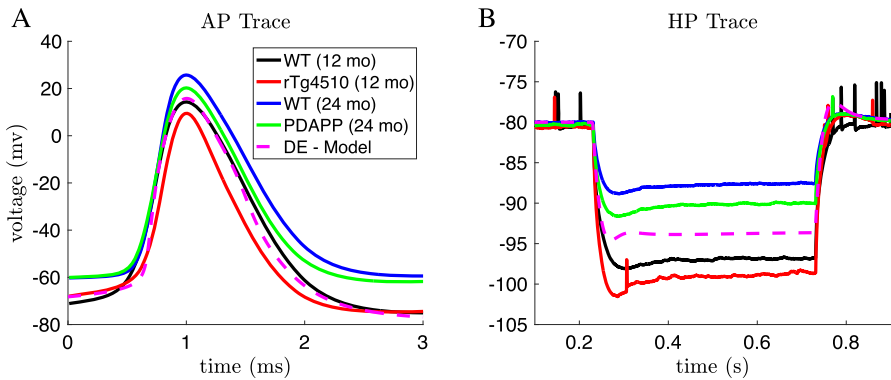 A AP Trace
B HP Trace
voltage (mv)
40
20
0
-20
-40
-60
-80
0 1 2 3
time (ms)
WT (12 mo)
rTg4510 (12 mo)
WT (24 mo)
PDAPP (24 mo)
DE - Model
-70
-75
-80
-85
-90
-95
-100
-105
0.2 0.4 0.6 0.8
time (s)